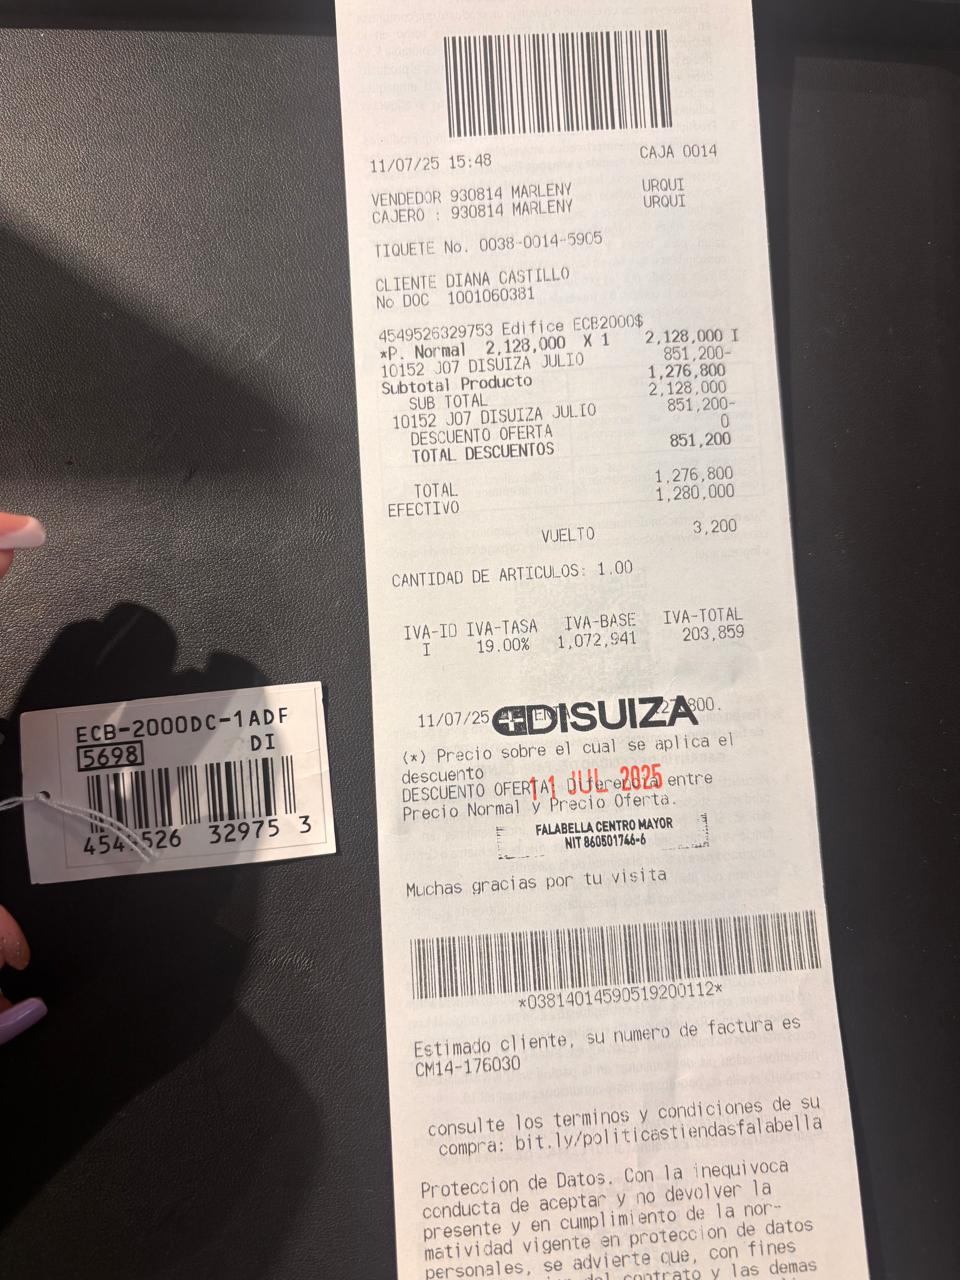 11/07/25 15:48 CAJA 0014
VENDEDOR 930814 MARLENY URQUI
CAJERO : 930814 MARLENY URQUI
TIQUETE No. 0038-0014-5905
CLIENTE DIANA CASTILLO
No DOC 1001060381
4549526329753 Edifice ECB2000$
*P. Normal 2,128,000 X 1 2,128,000 I
10152 J07 DISUIZA JULIO 851,200-
Subtotal Producto 1,276,800
SUB TOTAL 2,128,000
10152 J07 DISUIZA JULIO 851,200-
DESCUENTO OFERTA 0
TOTAL DESCUENTOS 851,200
TOTAL 1,276,800
EFECTIVO 1,280,000
VUELTO 3,200
CANTIDAD DE ARTICULOS: 1.00
IVA-ID IVA-TASA IVA-BASE IVA-TOTAL
I 19.00% 1,072,941 203,859
11/07/25 DISUIZA
(*) Precio sobre el cual se aplica el
descuento
11 JUL 2025
DESCUENTO OFERTA: Diferencia entre
Precio Normal y Precio Oferta.
FALABELLA CENTRO MAYOR
NIT 860501746-6
Muchas gracias por tu visita
*03814014590519200112*
Estimado cliente, su numero de factura es
CM14-176030
consulte los terminos y condiciones de su
compra: bit.ly/politicastiendasfalabella
Proteccion de Datos. Con la inequivoca
conducta de aceptar y no devolver la
presente y en cumplimiento de la nor-
matividad vigente en proteccion de datos
personales, se advierte que, con fines
del contrato y las demas
ECB-2000DC-1ADF
5698 DI
32975 3